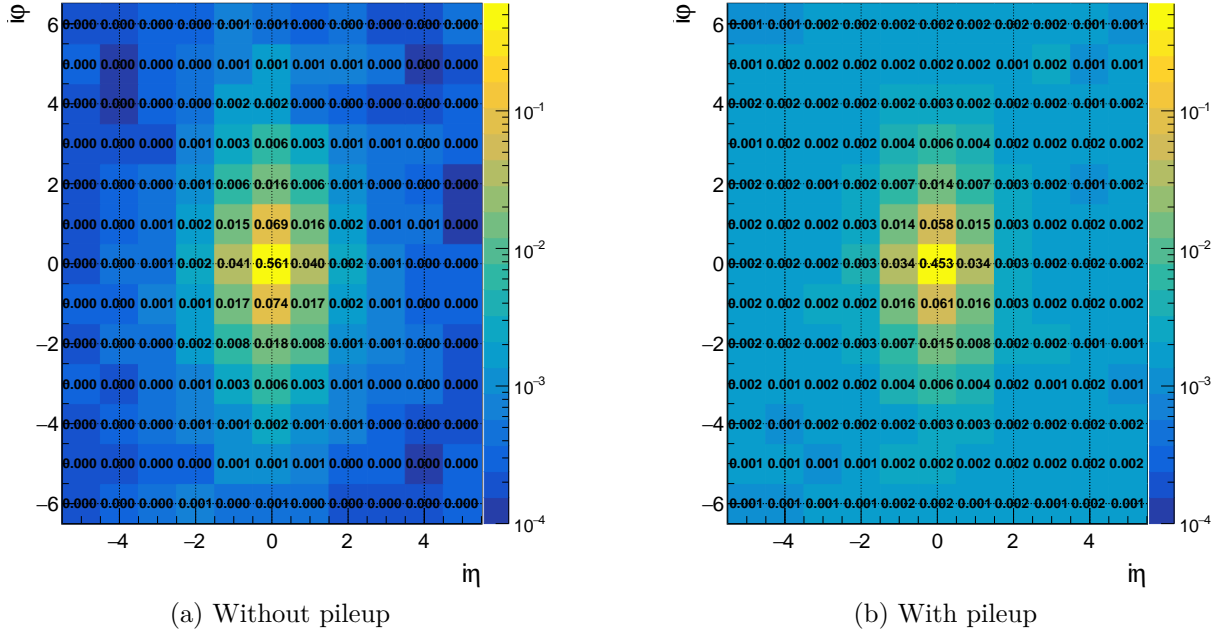 iφ
6 0.000 0.000 0.000 0.000 0.001 0.001 0.000 0.000 0.000 0.000 0.000
0.000 0.000 0.000 0.000 0.001 0.001 0.001 0.001 0.000 0.000 0.000
4 0.000 0.000 0.000 0.000 0.002 0.002 0.002 0.000 0.000 0.000 0.000
0.000 0.000 0.000 0.001 0.003 0.006 0.003 0.001 0.000 0.000 0.000
2 0.000 0.000 0.000 0.001 0.006 0.016 0.006 0.001 0.001 0.000 0.000
0.000 0.000 0.001 0.002 0.015 0.069 0.016 0.002 0.001 0.001 0.000
0 0.000 0.000 0.001 0.002 0.041 0.561 0.040 0.002 0.001 0.000 0.000
0.000 0.000 0.001 0.002 0.017 0.074 0.017 0.002 0.001 0.000 0.000
−2 0.000 0.000 0.000 0.002 0.008 0.018 0.008 0.001 0.001 0.000 0.000
0.000 0.000 0.000 0.001 0.003 0.006 0.003 0.001 0.000 0.000 0.000
−4 0.000 0.000 0.000 0.000 0.001 0.002 0.001 0.001 0.000 0.000 0.000
0.000 0.000 0.000 0.000 0.001 0.001 0.001 0.000 0.000 0.000 0.000
−6 0.000 0.000 0.000 0.000 0.001 0.000 0.000 0.000 0.000 0.000 0.000
−4 −2 0 2 4
iη
10⁻¹
10⁻²
10⁻³
10⁻⁴
(a) Without pileup
iφ
6 0.001 0.001 0.001 0.002 0.002 0.002 0.002 0.002 0.001 0.002 0.001
0.001 0.002 0.002 0.002 0.002 0.002 0.002 0.001 0.002 0.001 0.001
4 0.002 0.002 0.002 0.002 0.002 0.003 0.002 0.002 0.002 0.001 0.002
0.001 0.002 0.002 0.002 0.004 0.006 0.004 0.002 0.002 0.002 0.002
2 0.002 0.002 0.001 0.002 0.007 0.014 0.007 0.003 0.002 0.001 0.002
0.002 0.002 0.002 0.002 0.014 0.058 0.015 0.003 0.002 0.002 0.002
0 0.002 0.002 0.002 0.003 0.034 0.453 0.034 0.003 0.002 0.002 0.002
0.002 0.002 0.002 0.002 0.016 0.061 0.016 0.003 0.002 0.002 0.002
−2 0.002 0.002 0.002 0.003 0.007 0.015 0.008 0.002 0.002 0.002 0.002
0.002 0.001 0.002 0.002 0.004 0.006 0.004 0.002 0.001 0.002 0.001
−4 0.002 0.001 0.002 0.002 0.002 0.003 0.003 0.002 0.002 0.002 0.002
0.001 0.002 0.001 0.001 0.002 0.002 0.002 0.002 0.002 0.002 0.002
−6 0.001 0.001 0.001 0.002 0.002 0.002 0.001 0.002 0.002 0.001 0.001
−4 −2 0 2 4
iη
10⁻¹
10⁻²
10⁻³
10⁻⁴
(b) With pileup